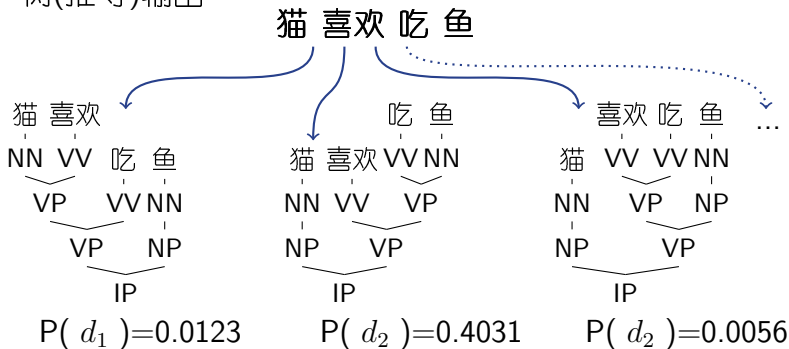 猫 喜欢 吃 鱼
猫 喜欢 吃 鱼 喜欢 吃 鱼 ...
NN VV 吃 鱼 猫 喜欢 VV NN 猫 VV VV NN
VP VV NN NN VV VP NN VP NP
VP NP NP VP NP VP
IP IP IP
P( d₁ )=0.0123 P( d₂ )=0.4031 P( d₂ )=0.0056